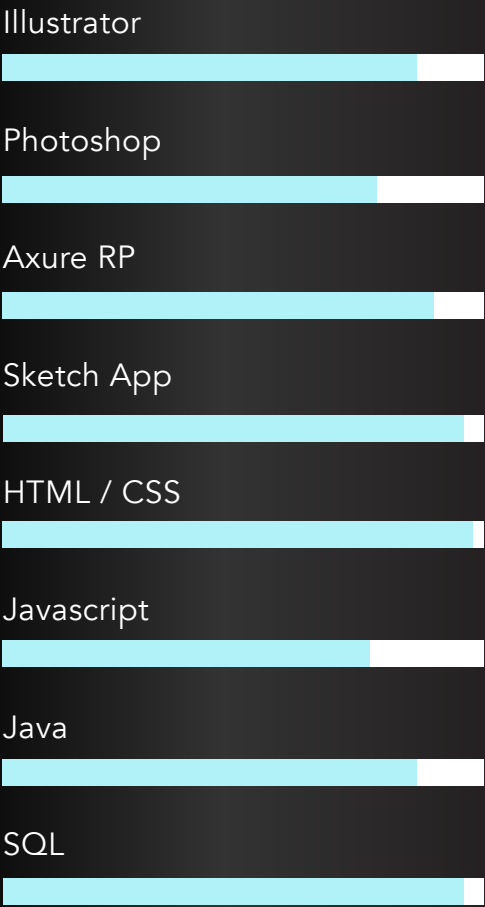 Illustrator
Photoshop
Axure RP
Sketch App
HTML / CSS
Javascript
Java
SQL